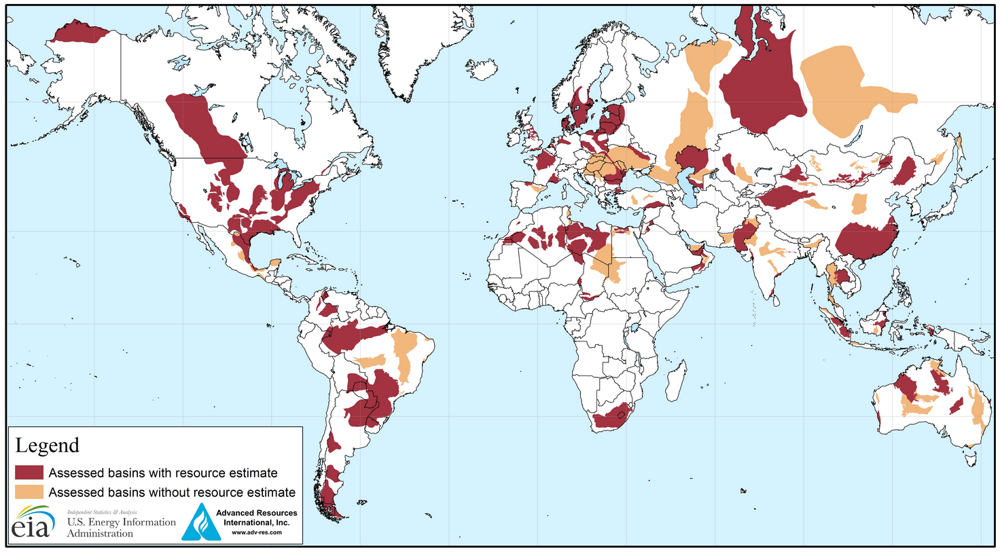 Legend
Assessed basins with resource estimate
Assessed basins without resource estimate
eia
Independent Statistics & Analysis
U.S. Energy Information
Administration
Advanced Resources
International, Inc.
www.adv-res.com